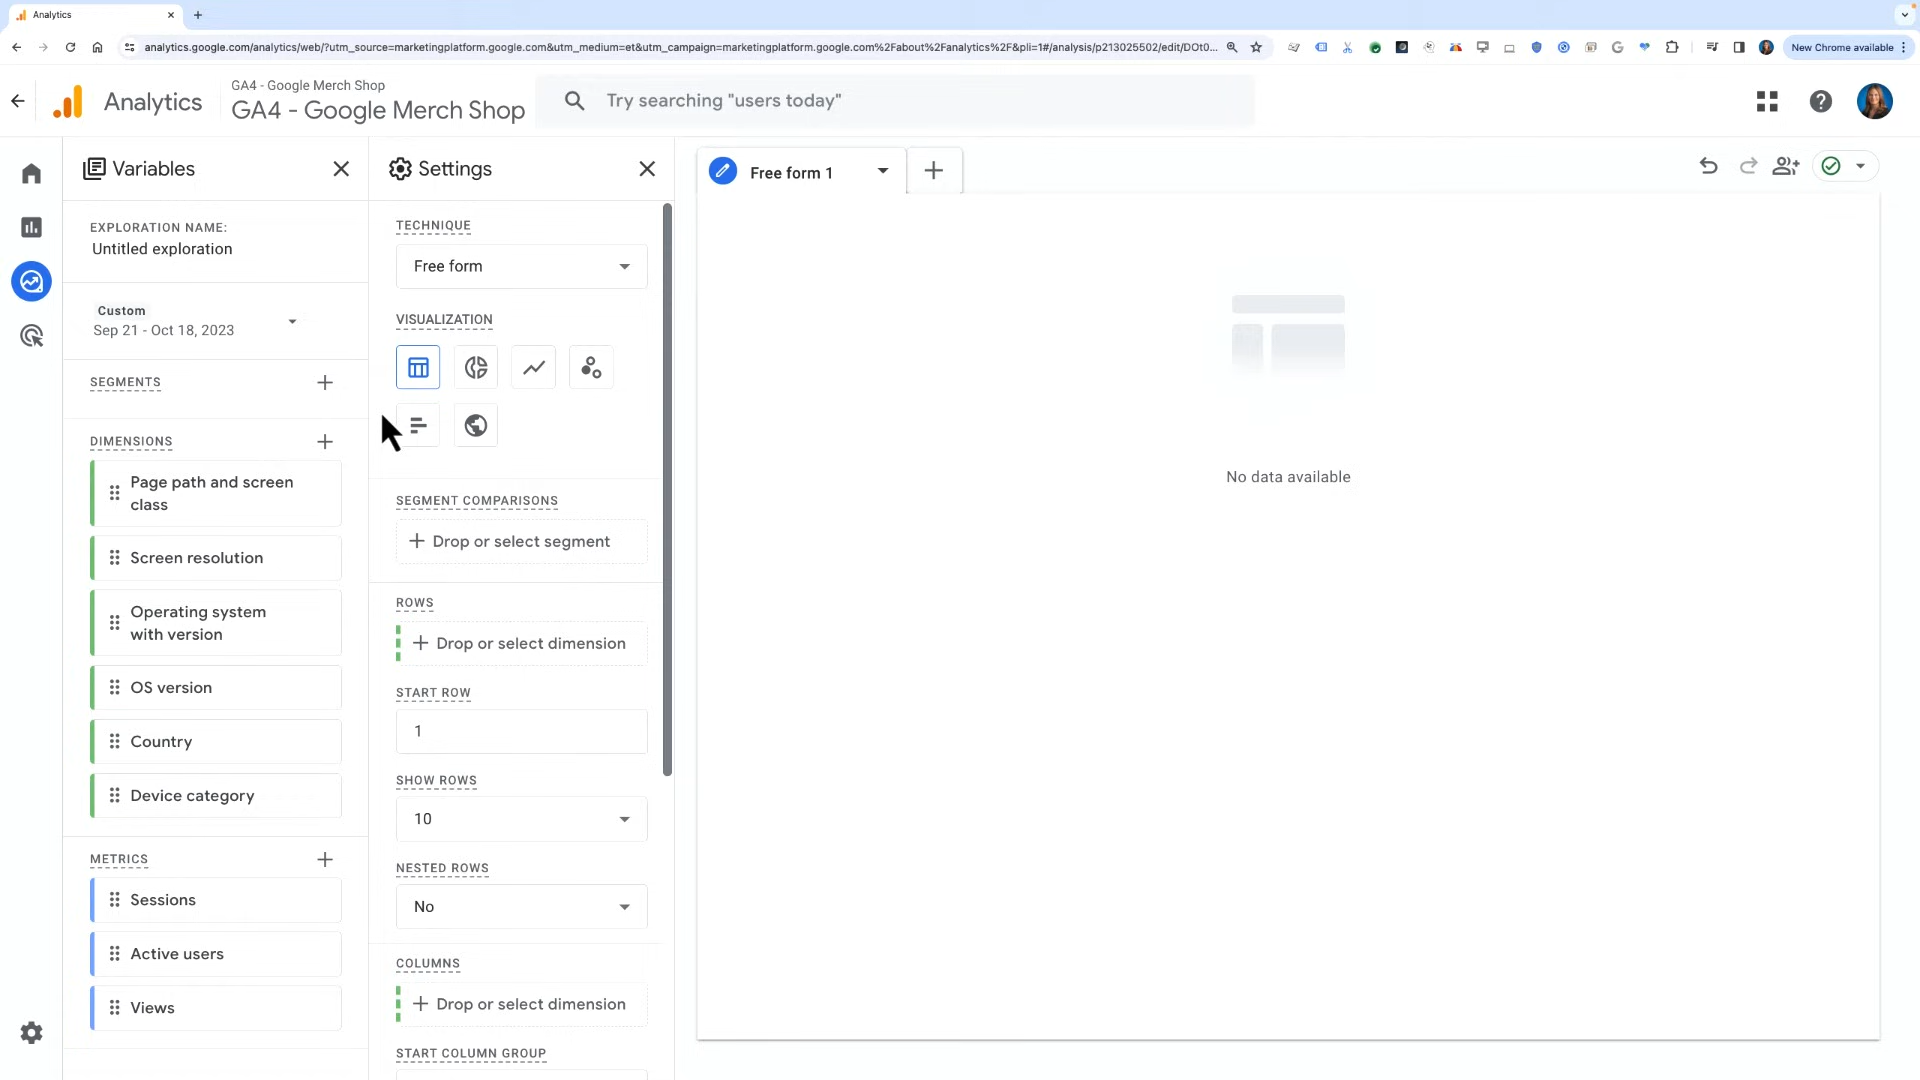 Analytics
analytics.google.com/analytics/web/?utm_source=marketingplatform.google.com&utm_medium=et&utm_campaign=marketingplatform.google.com%2Fabout%2Fanalytics%2F&pli=1#/analysis/p213025502/edit/DOt0...
New Chrome available
Analytics
GA4 - Google Merch Shop
GA4 - Google Merch Shop
Try searching "users today"
Variables
EXPLORATION NAME:
Untitled exploration
Custom
Sep 21 - Oct 18, 2023
SEGMENTS
DIMENSIONS
Page path and screen
class
Screen resolution
Operating system
with version
OS version
Country
Device category
METRICS
Sessions
Active users
Views
Settings
TECHNIQUE
Free form
VISUALIZATION
SEGMENT COMPARISONS
Drop or select segment
ROWS
Drop or select dimension
START ROW
1
SHOW ROWS
10
NESTED ROWS
No
COLUMNS
Drop or select dimension
START COLUMN GROUP
Free form 1
No data available